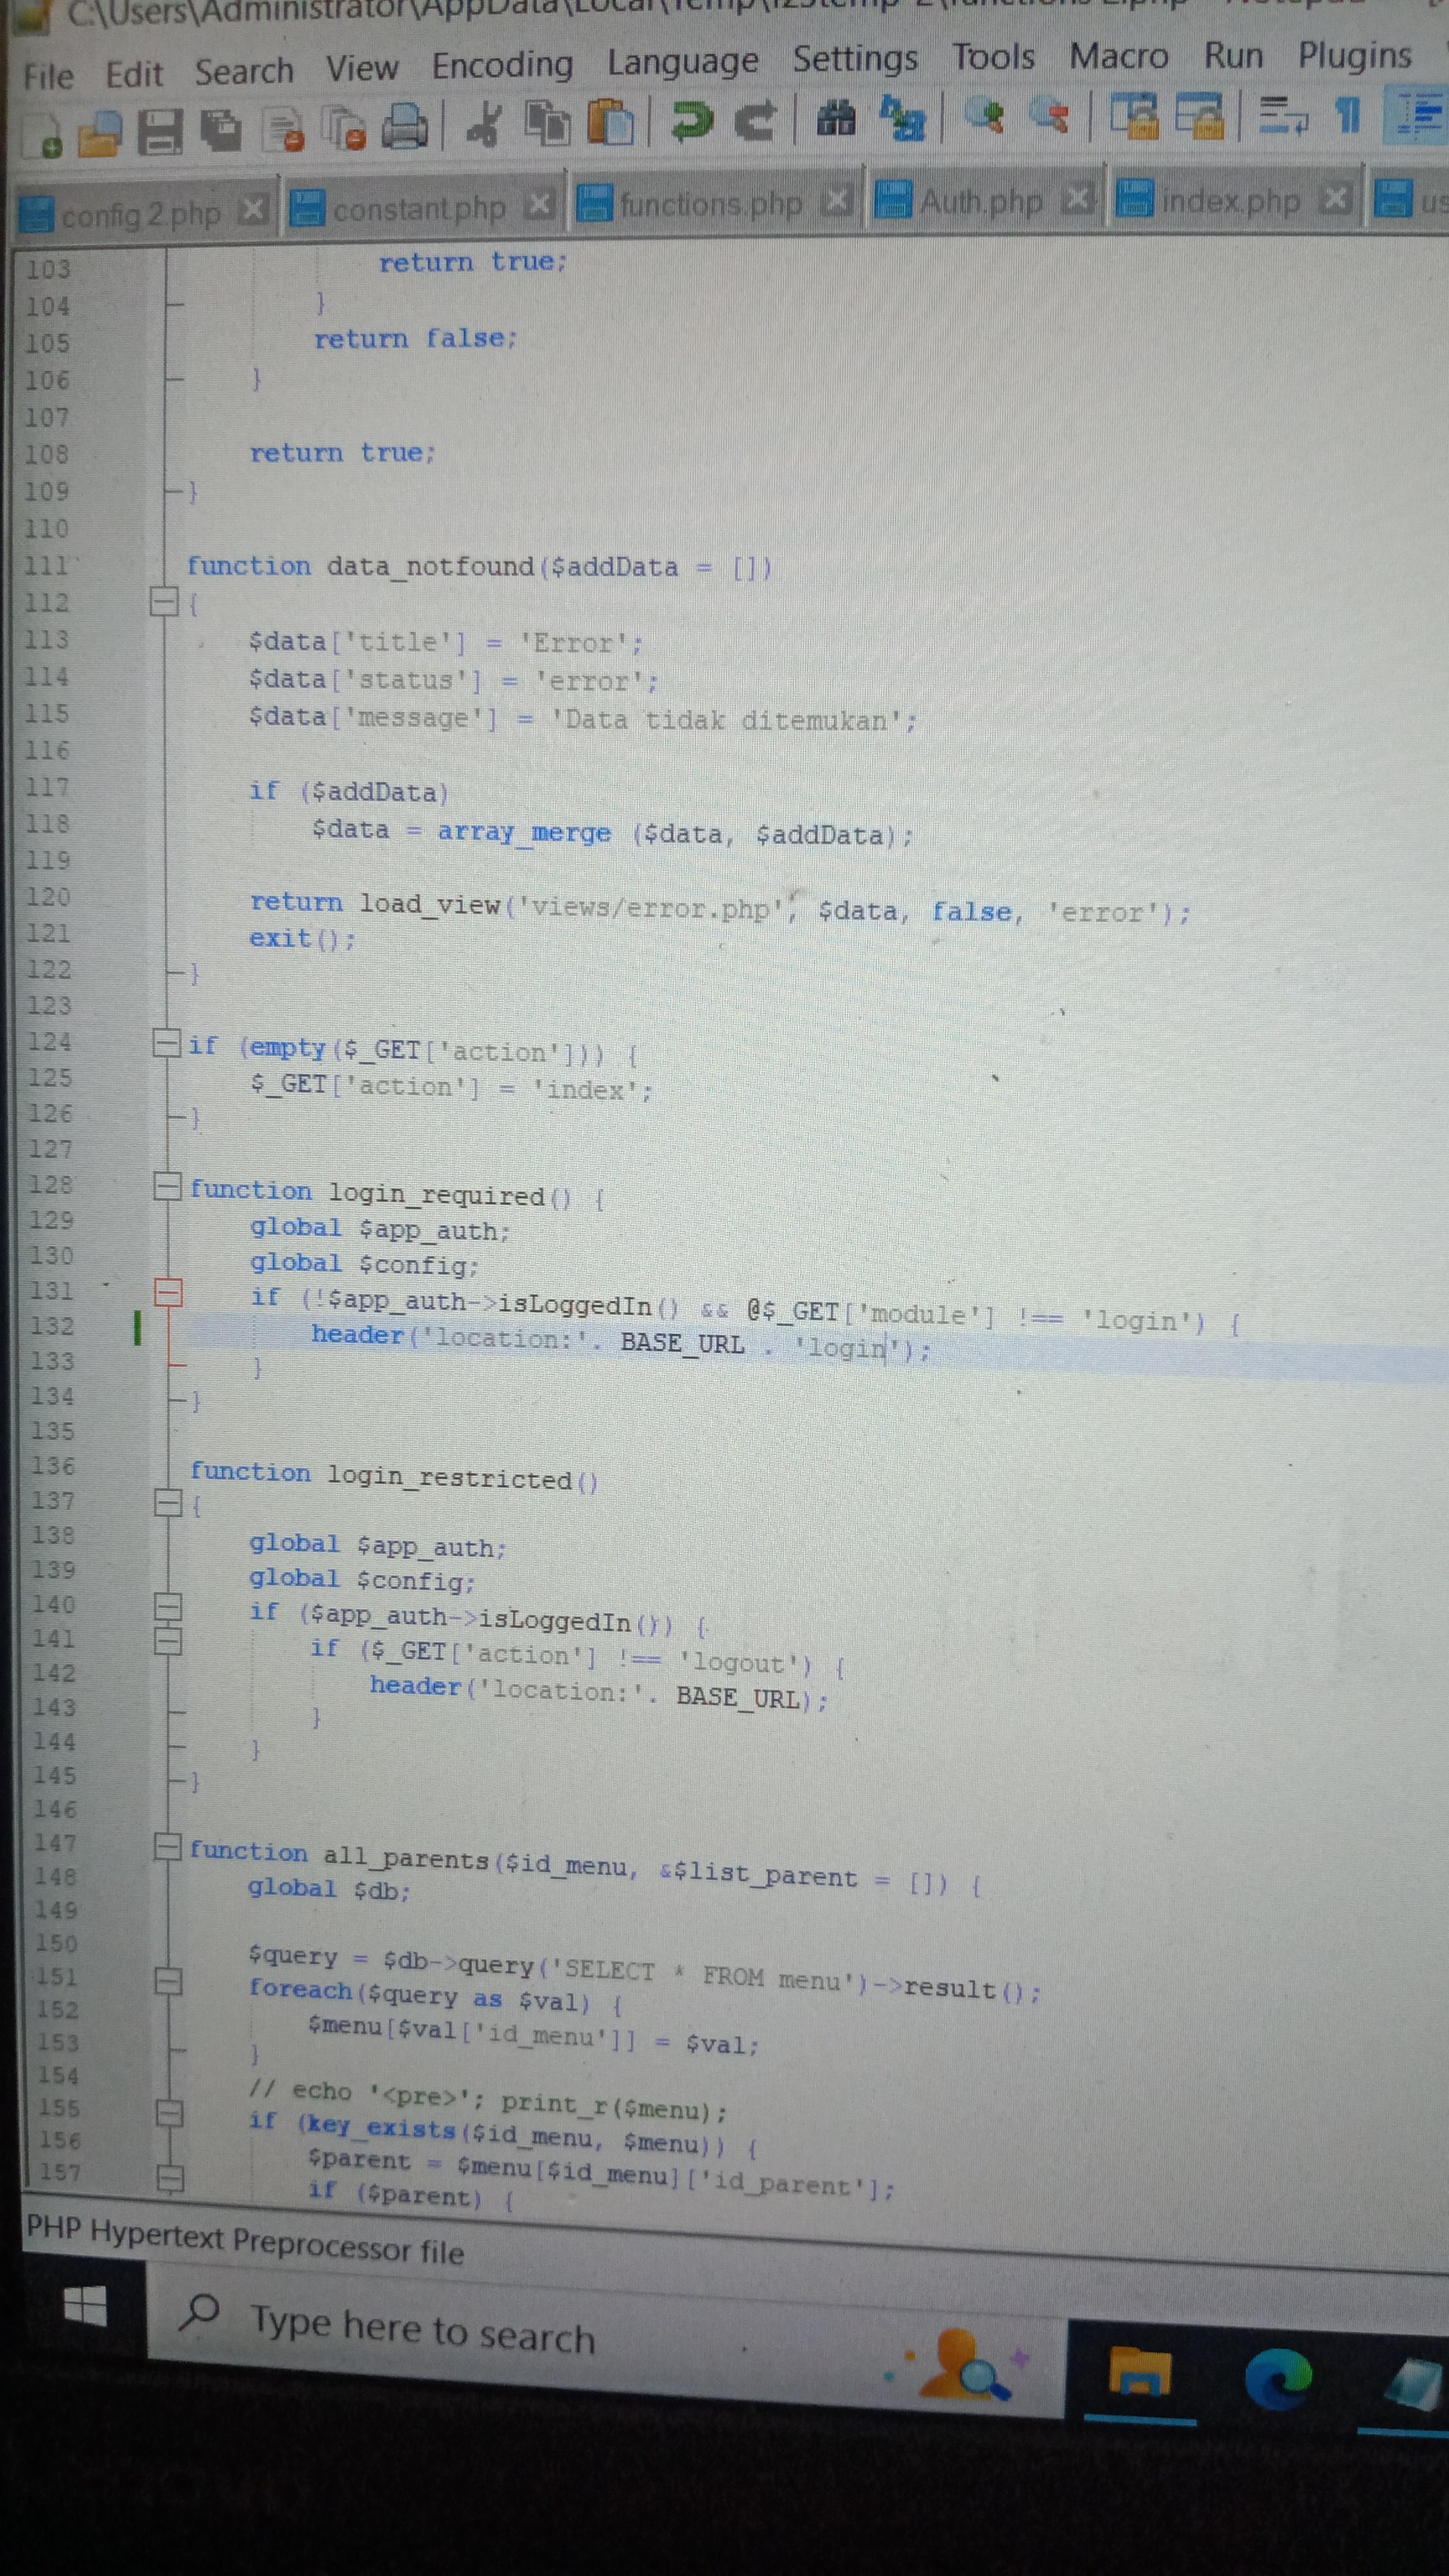 C:\Users\Administrator\AppData\Local\Temp\
File Edit Search View Encoding Language Settings Tools Macro Run Plugins
config 2.php constant.php functions.php Auth.php index.php us
103 return true;
104 }
105 return false;
106 }
107
108 return true;
109 }
110
111 function data_notfound($addData = [])
112 {
113 $data['title'] = 'Error';
114 $data['status'] = 'error';
115 $data['message'] = 'Data tidak ditemukan';
116
117 if ($addData)
118 $data = array_merge ($data, $addData);
119
120 return load_view('views/error.php', $data, false, 'error');
121 exit();
122 }
123
124 if (empty($_GET['action'])) {
125 $_GET['action'] = 'index';
126 }
127
128 function login_required() {
129 global $app_auth;
130 global $config;
131 if (!$app_auth->isLoggedIn() && @$_GET['module'] !== 'login') {
132 header('location:'. BASE_URL . 'login');
133 }
134 }
135
136 function login_restricted()
137 {
138 global $app_auth;
139 global $config;
140 if ($app_auth->isLoggedIn()) {
141 if ($_GET['action'] !== 'logout') {
142 header('location:'. BASE_URL);
143 }
144 }
145 }
146
147 function all_parents($id_menu, &$list_parent = []) {
148 global $db;
149
150 $query = $db->query('SELECT * FROM menu')->result();
151 foreach($query as $val) {
152 $menu[$val['id_menu']] = $val;
153 }
154 // echo '<pre>'; print_r($menu);
155 if (key_exists($id_menu, $menu)) {
156 $parent = $menu[$id_menu]['id_parent'];
157 if ($parent) {
PHP Hypertext Preprocessor file
Type here to search